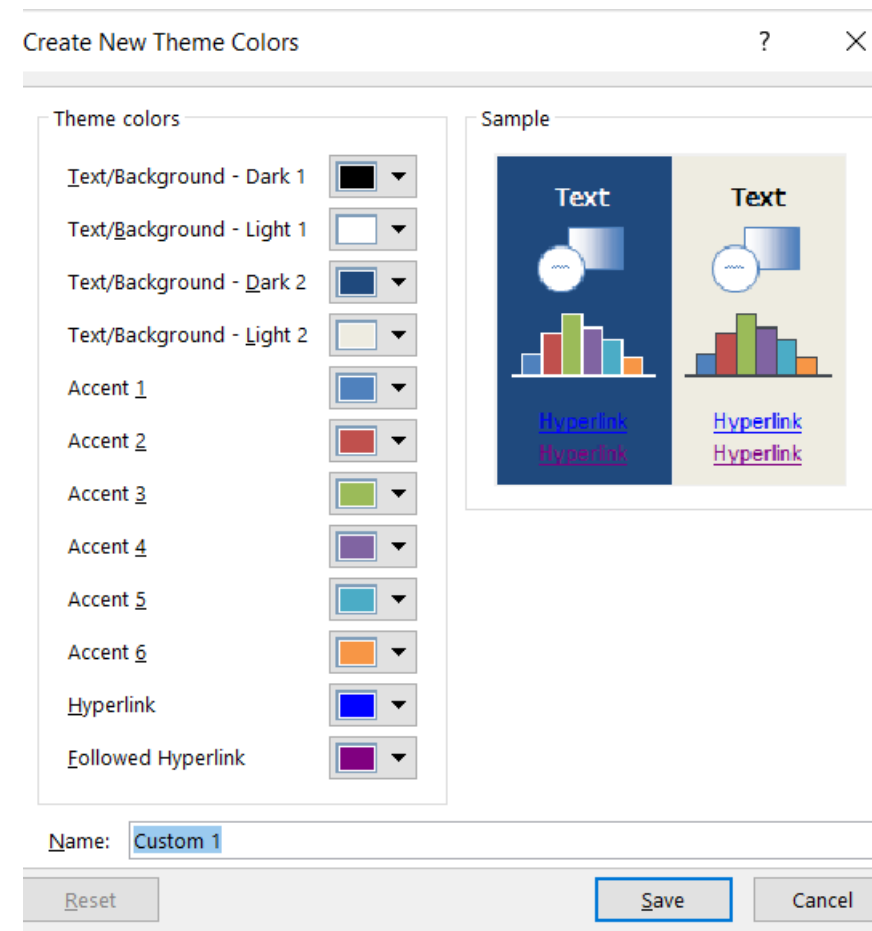 Create New Theme Colors ?
Theme colors
Text/Background - Dark 1
Text/Background - Light 1
Text/Background - Dark 2
Text/Background - Light 2
Accent 1
Accent 2
Accent 3
Accent 4
Accent 5
Accent 6
Hyperlink
Followed Hyperlink
Sample
Text Text
Hyperlink Hyperlink
Hyperlink Hyperlink
Name: Custom 1
Reset Save Cancel